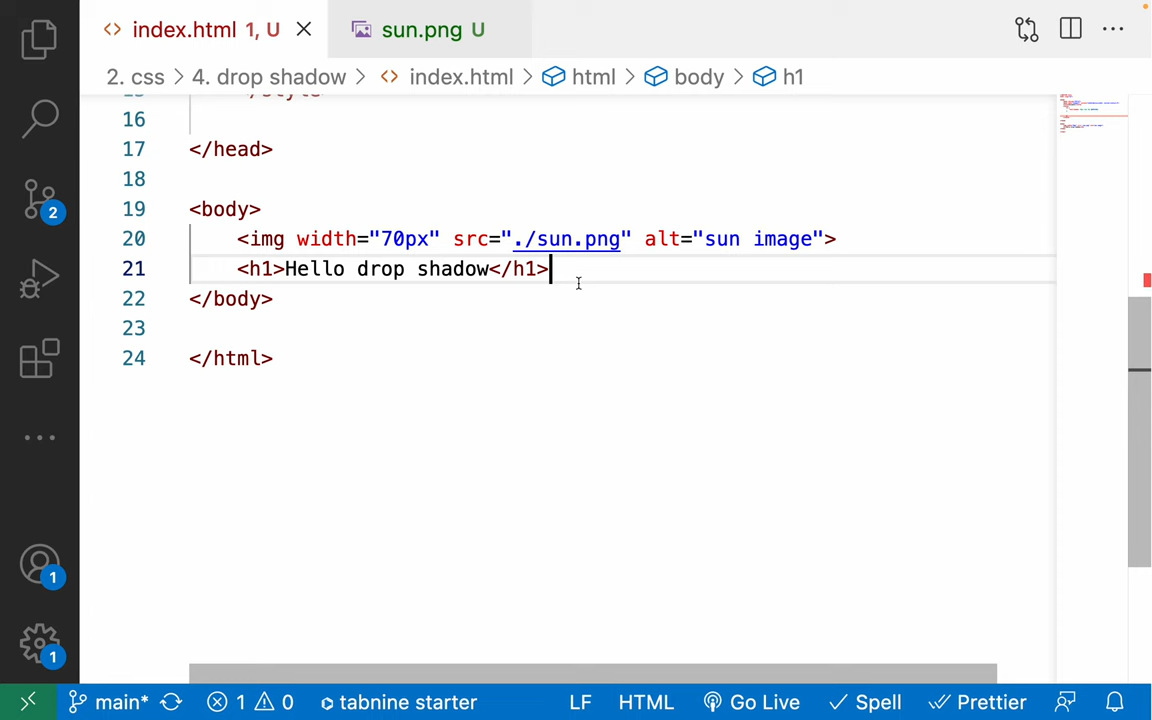 index.html 1, U
sun.png U
2. css > 4. drop shadow > index.html > html > body > h1
16
17 </head>
18
19 <body>
20 <img width="70px" src="./sun.png" alt="sun image">
21 <h1>Hello drop shadow</h1>
22 </body>
23
24 </html>
2
1
1
main* 1 0 tabnine starter LF HTML Go Live Spell Prettier